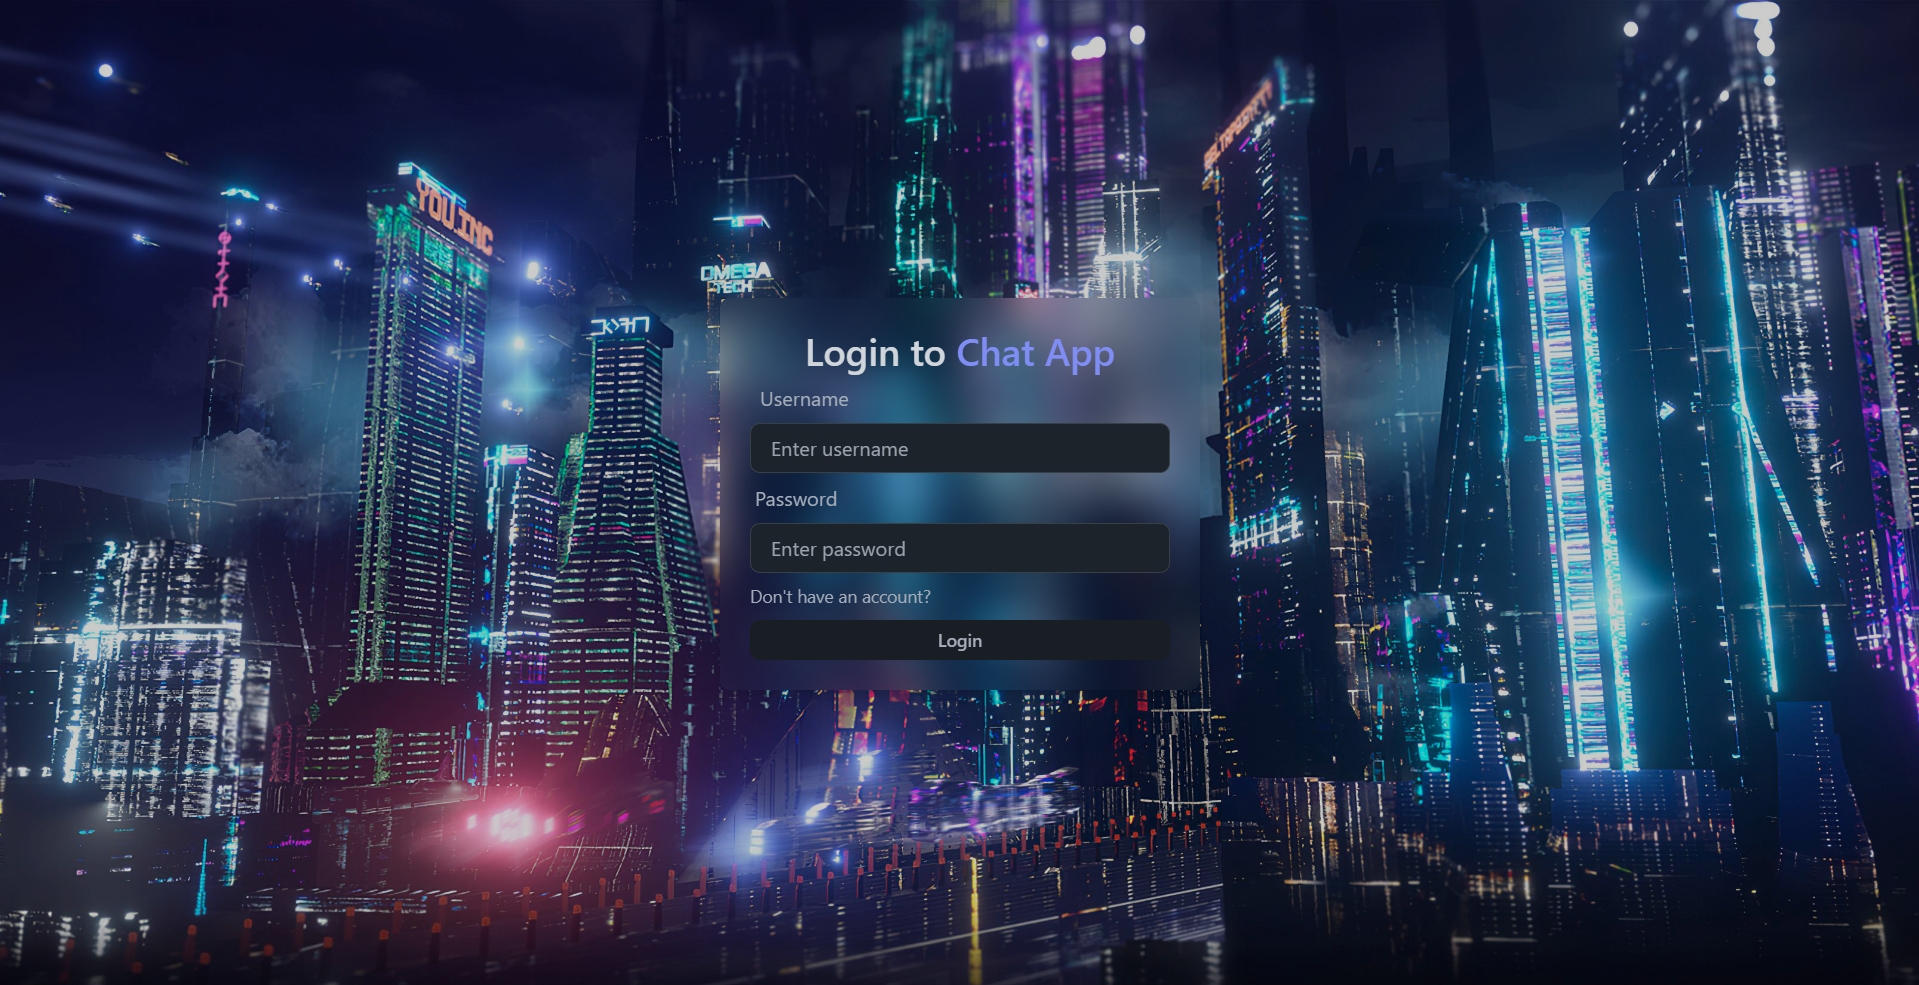 YOU.INC
OMEGA
TECH
Login to Chat App
Username
Enter username
Password
Enter password
Don't have an account?
Login